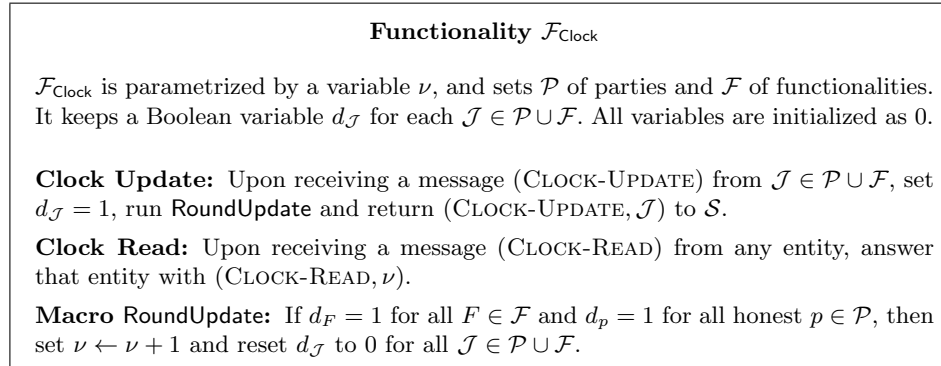 Functionality 𝓕_Clock
𝓕_Clock is parametrized by a variable ν, and sets 𝒫 of parties and 𝓕 of functionalities.
It keeps a Boolean variable d_𝒥 for each 𝒥 ∈ 𝒫 ∪ 𝓕. All variables are initialized as 0.
Clock Update: Upon receiving a message (CLOCK-UPDATE) from 𝒥 ∈ 𝒫 ∪ 𝓕, set
d_𝒥 = 1, run RoundUpdate and return (CLOCK-UPDATE, 𝒥) to 𝒮.
Clock Read: Upon receiving a message (CLOCK-READ) from any entity, answer
that entity with (CLOCK-READ, ν).
Macro RoundUpdate: If d_F = 1 for all F ∈ 𝓕 and d_p = 1 for all honest p ∈ 𝒫, then
set ν ← ν + 1 and reset d_𝒥 to 0 for all 𝒥 ∈ 𝒫 ∪ 𝓕.